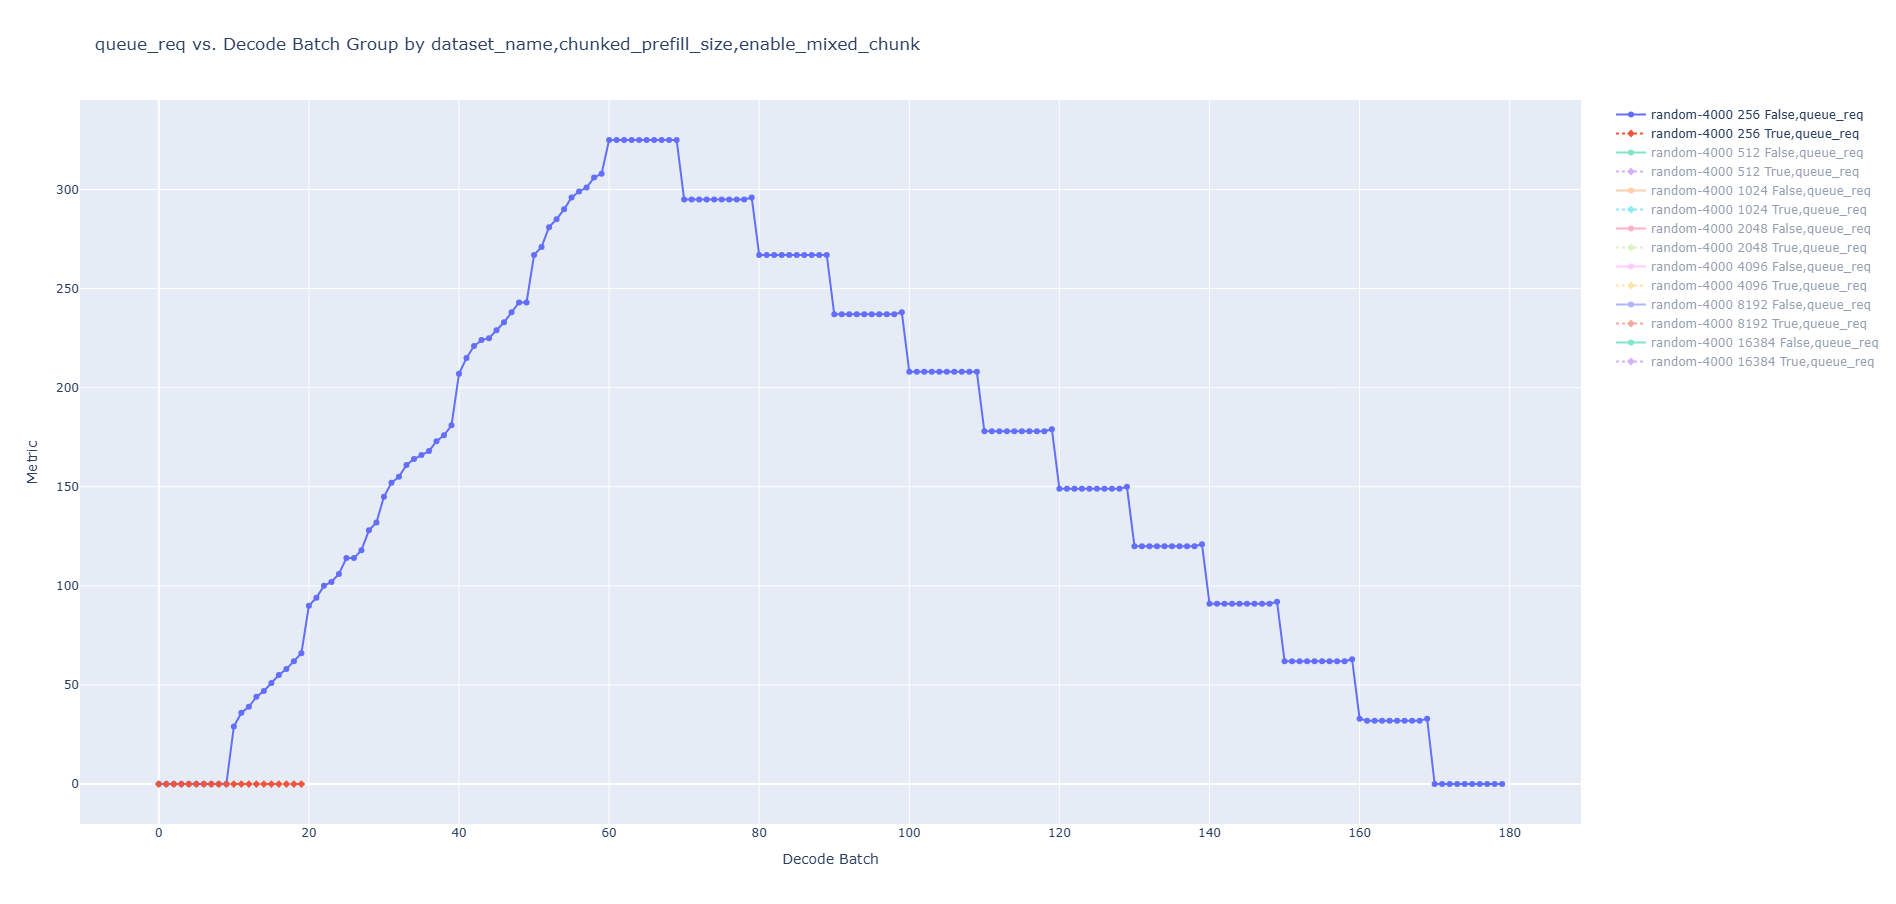 queue_req vs. Decode Batch Group by dataset_name,chunked_prefill_size,enable_mixed_chunk
random-4000 256 False,queue_req
random-4000 256 True,queue_req
random-4000 512 False,queue_req
random-4000 512 True,queue_req
random-4000 1024 False,queue_req
random-4000 1024 True,queue_req
random-4000 2048 False,queue_req
random-4000 2048 True,queue_req
random-4000 4096 False,queue_req
random-4000 4096 True,queue_req
random-4000 8192 False,queue_req
random-4000 8192 True,queue_req
random-4000 16384 False,queue_req
random-4000 16384 True,queue_req
Metric
300
250
200
150
100
50
0
0 20 40 60 80 100 120 140 160 180
Decode Batch